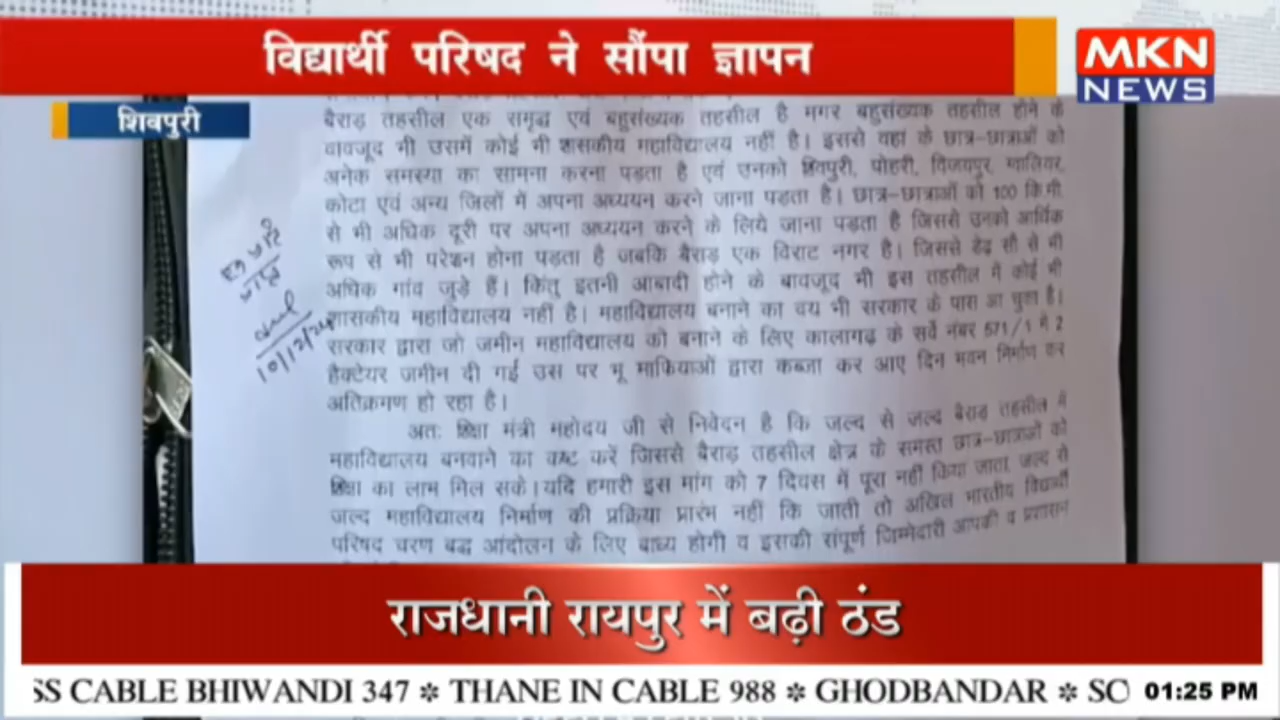 विद्यार्थी परिषद ने सौंपा ज्ञापन
MKN
NEWS
शिवपुरी
बैराड़ तहसील एक समृद्ध एवं बहुसंख्यक तहसील है मगर बहुसंख्यक तहसील होने के
वावजूद भी उसमें कोई भी शासकीय महाविद्यालय नहीं है। इससे वहां के छात्र-छात्राओं को
अनेक समस्या का सामना करना पड़ता है एवं उनको शिवपुरी, पोहरी, विजयपुर, ग्वालियर,
कोटा एवं अन्य जिलों में अपना अध्ययन करने जाना पड़ता है। छात्र-छात्राओं को 100 कि.मी.
से भी अधिक दूरी पर अपना अध्ययन करने के लिये जाना पड़ता है जिससे उनको आर्थिक
रूप से भी परेशन होना पड़ता है जबकि बैराड़ एक विराट नगर है। जिससे डेढ़ सौ से भी
अधिक गांव जुड़े हैं। किंतु इतनी आबादी होने के बावजूद भी इस तहसील में कोई भी
शासकीय महाविद्यालय नहीं है। महाविद्यालय बनाने का वय भी सरकार के पास आ चुका है।
सरकार द्वारा जो जमीन महाविद्यालय को बनाने के लिए कालागढ़ के सर्वे नंबर 571/1 में 2
हैक्टेयर जमीन दी गई उस पर भू माफियाओं द्वारा कब्जा कर आए दिन भवन निर्माण कर
अतिक्रमण हो रहा है।
अतः शिक्षा मंत्री महोदय जी से निवेदन है कि जल्द से जल्द बैराड़ तहसील में
महाविद्यालय बनवाने का कष्ट करें जिससे बैराड़ तहसील क्षेत्र के समस्त छात्र-छात्राओं को
शिक्षा का लाभ मिल सके। यदि हमारी इस मांग को 7 दिवस में पूरा नहीं किया जाता, जल्द से
जल्द महाविद्यालय निर्माण की प्रक्रिया प्रारंभ नहीं कि जाती तो अखिल भारतीय विद्यार्थी
परिषद चरण बद्ध आंदोलन के लिए बाध्य होगी व इसकी संपूर्ण जिम्मेदारी आपकी व प्रशासन
10/12/24
राजधानी रायपुर में बढ़ी ठंड
SS CABLE BHIWANDI 347 * THANE IN CABLE 988 * GHODBANDAR * SC
01:25 PM